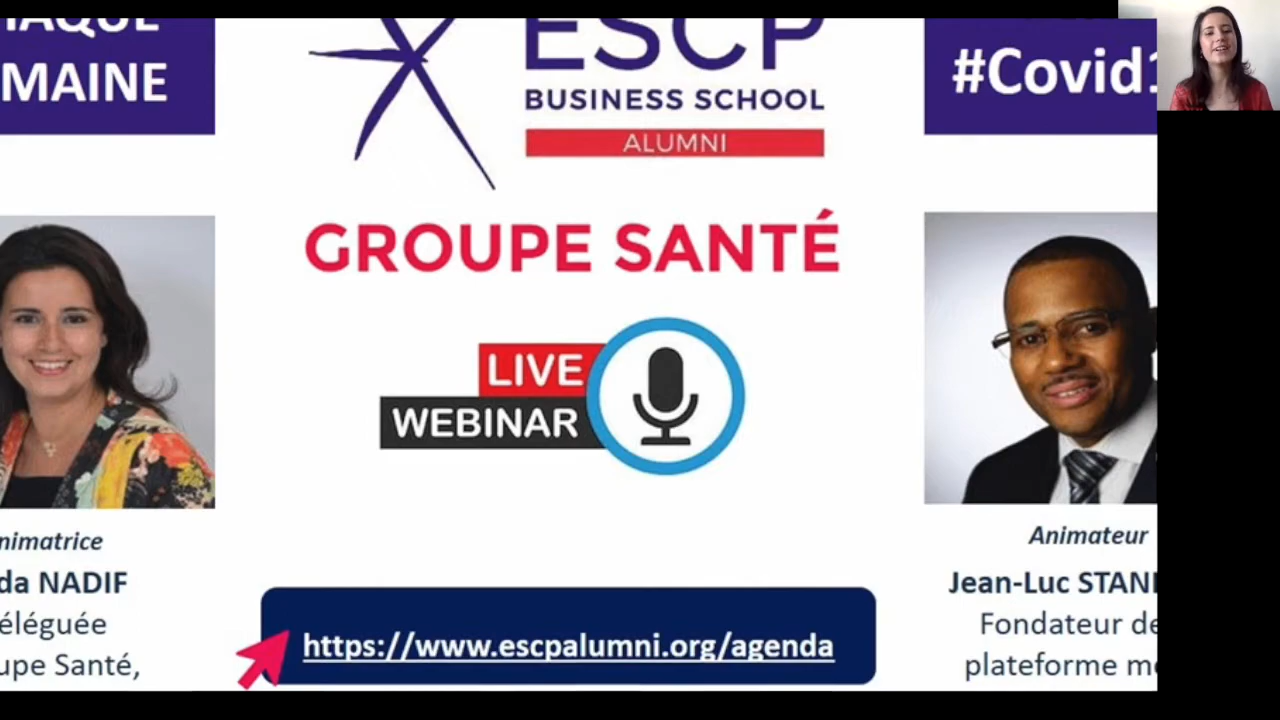 MAINE
ESCP
BUSINESS SCHOOL
ALUMNI
#Covid1
GROUPE SANTÉ
LIVE
WEBINAR
nimatrice
da NADIF
éléguée
upe Santé,
Animateur
Jean-Luc STAN
Fondateur de
plateforme m
https://www.escpalumni.org/agenda